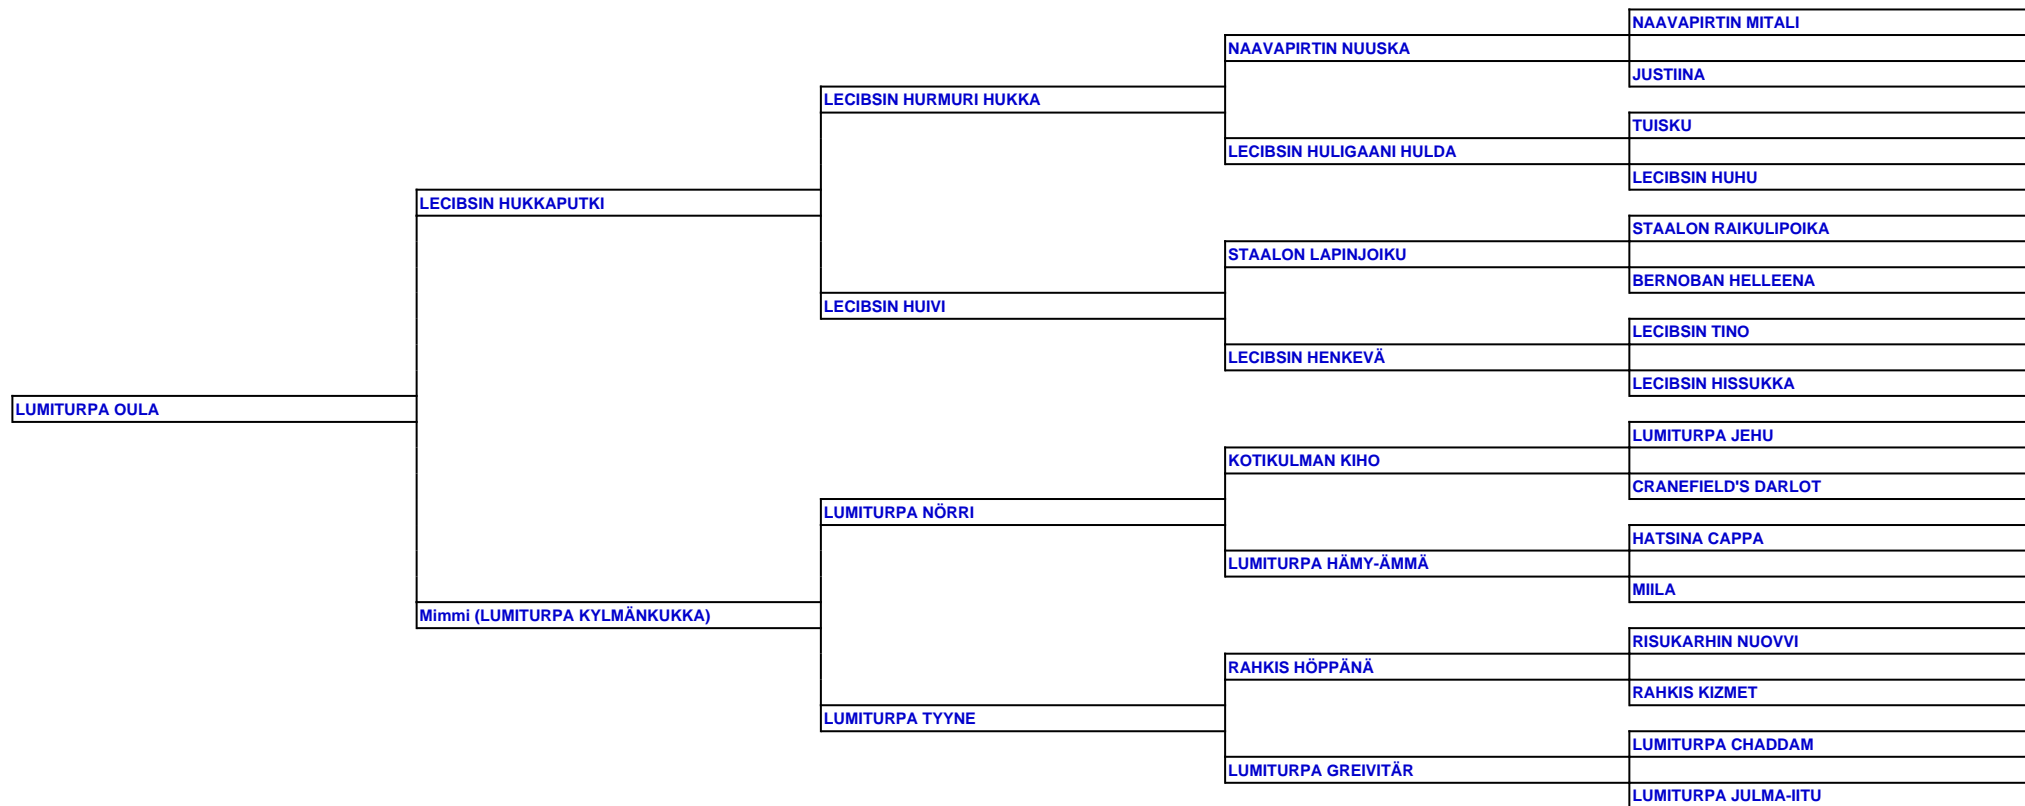 NAAVAPIRTIN MITALI
NAAVAPIRTIN NUUSKA
JUSTIINA
LECIBSIN HURMURI HUKKA
TUISKU
LECIBSIN HULIGAANI HULDA
LECIBSIN HUHU
LECIBSIN HUKKAPUTKI
STAALON RAIKULIPOIKA
STAALON LAPINJOIKU
BERNOBAN HELLEENA
LECIBSIN HUIVI
LECIBSIN TINO
LECIBSIN HENKEVÄ
LECIBSIN HISSUKKA
LUMITURPA OULA
LUMITURPA JEHU
KOTIKULMAN KIHO
CRANEFIELD'S DARLOT
LUMITURPA NÖRRI
HATSINA CAPPA
LUMITURPA HÄMY-ÄMMÄ
MIILA
Mimmi (LUMITURPA KYLMÄNKUKKA)
RISUKARHIN NUOVVI
RAHKIS HÖPPÄNÄ
RAHKIS KIZMET
LUMITURPA TYYNE
LUMITURPA CHADDAM
LUMITURPA GREIVITÄR
LUMITURPA JULMA-IITU